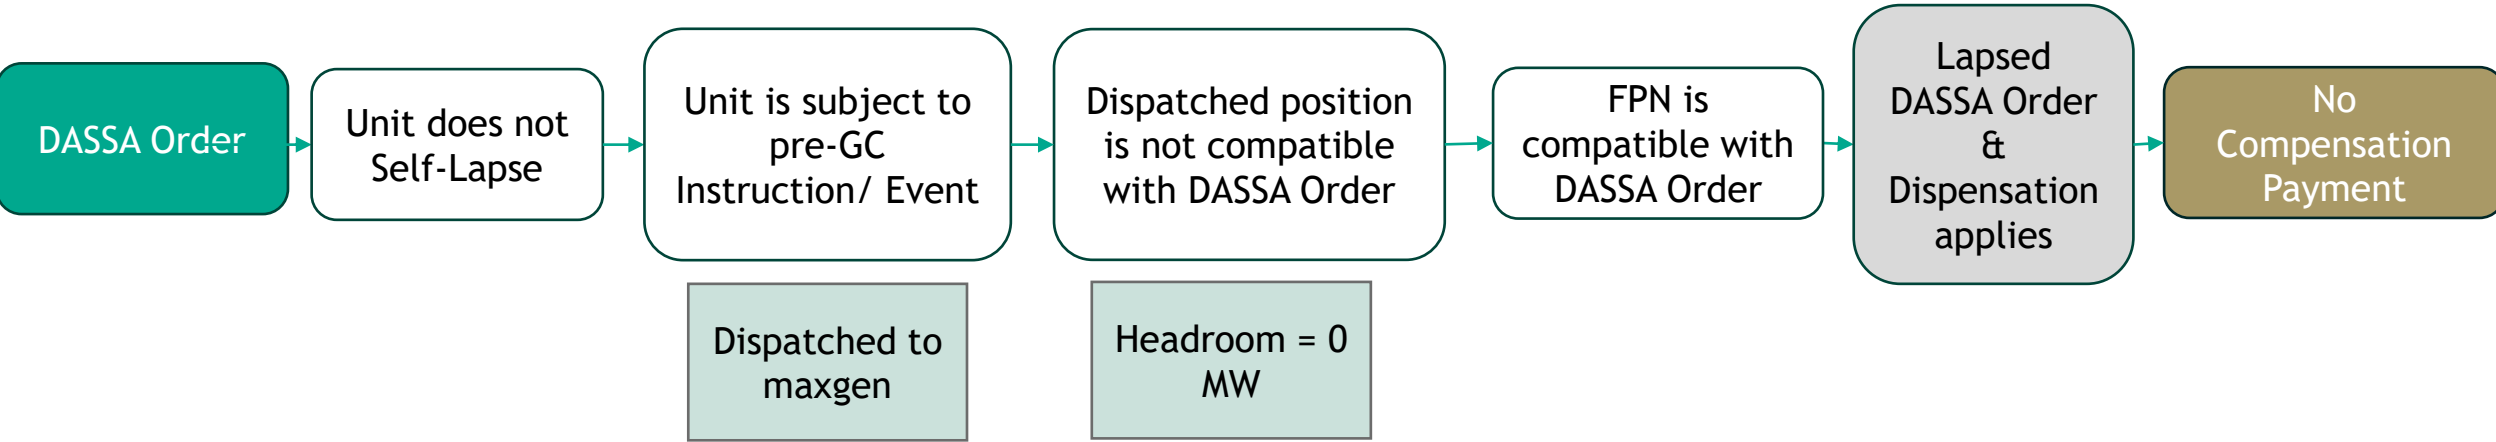 DASSA Order
Unit does not
Self-Lapse
Unit is subject to
pre-GC
Instruction/ Event
Dispatched position
is not compatible
with DASSA Order
FPN is
compatible with
DASSA Order
Lapsed
DASSA Order
&
Dispensation
applies
No
Compensation
Payment
Dispatched to
maxgen
Headroom = 0
MW